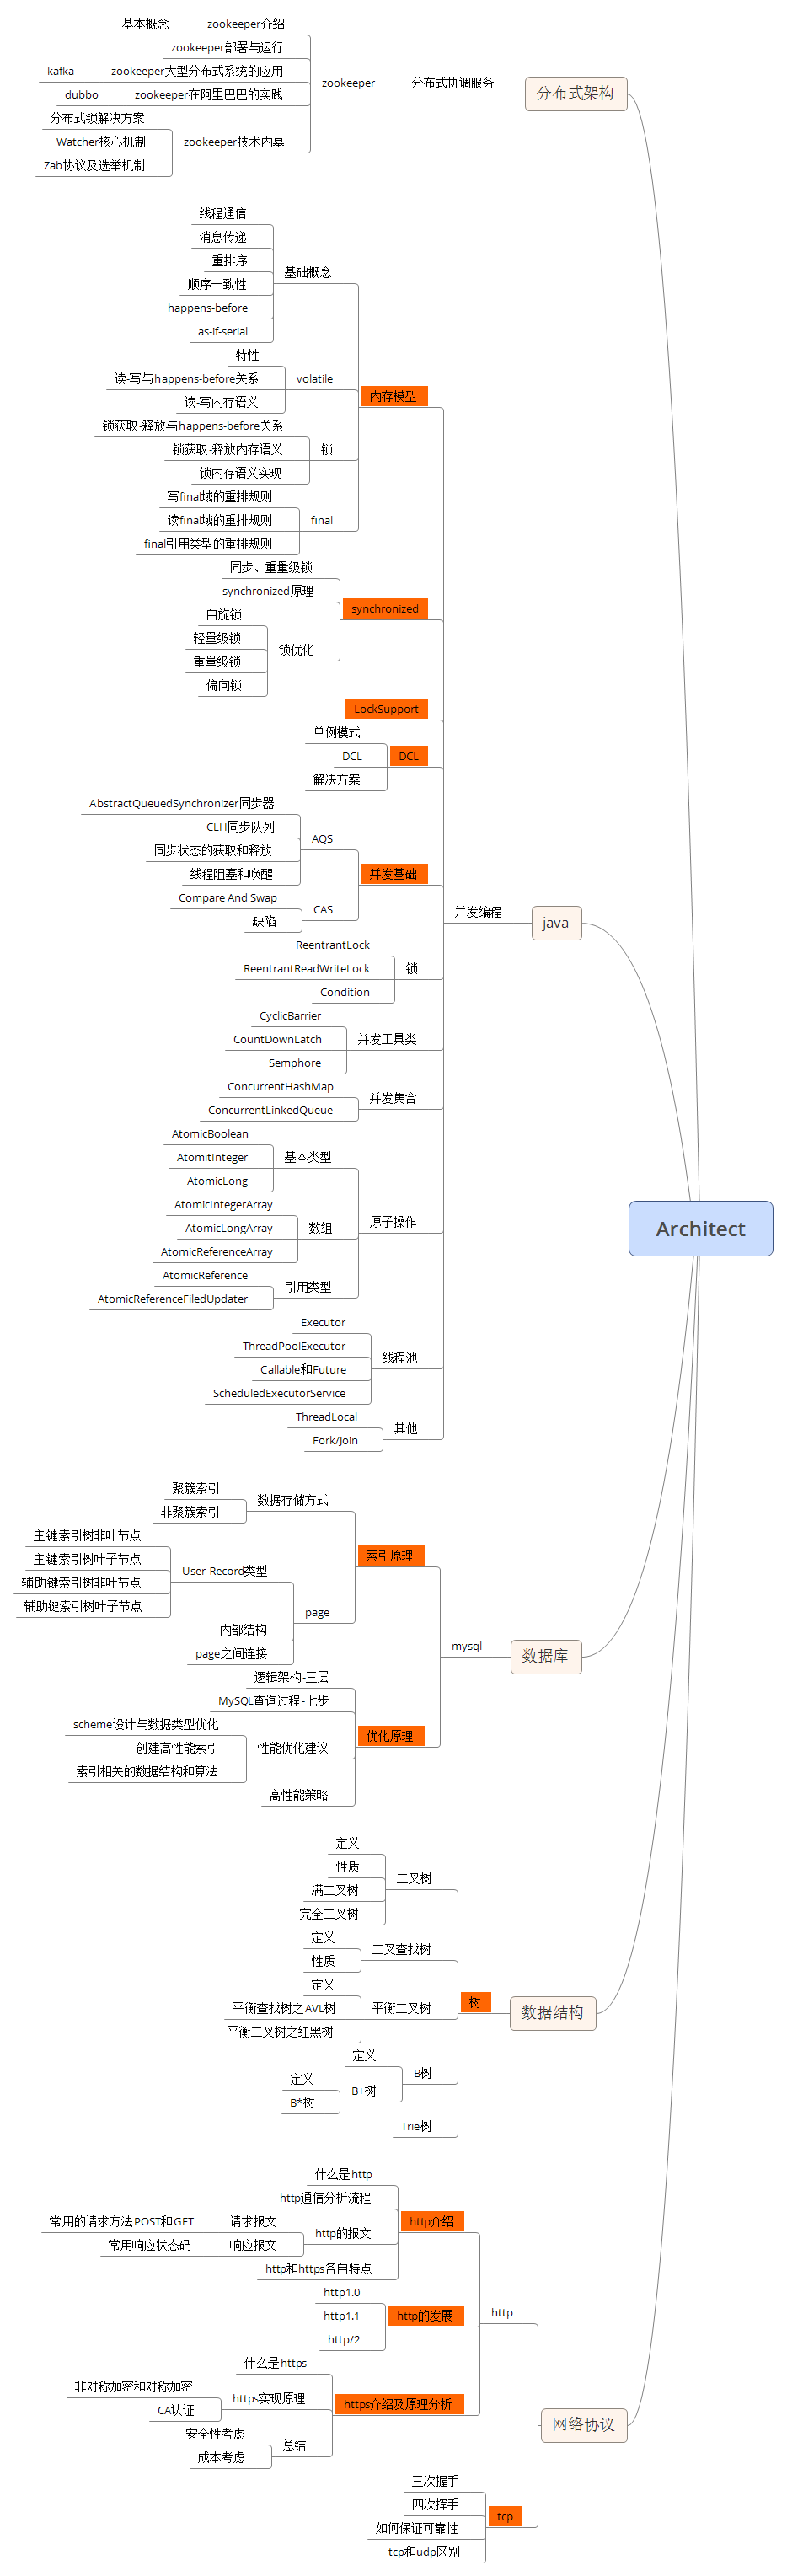 基本概念
zookeeper介绍
zookeeper部署与运行
kafka
zookeeper大型分布式系统的应用
dubbo
zookeeper在阿里巴巴的实践
zookeeper
分布式协调服务
分布式架构
分布式锁解决方案
Watcher核心机制
zookeeper技术内幕
Zab协议及选举机制
线程通信
消息传递
重排序
顺序一致性
happens-before
as-if-serial
基础概念
特性
读-写与happens-before关系
读-写内存语义
volatile
内存模型
锁获取-释放与happens-before关系
锁获取-释放内存语义
锁内存语义实现
锁
写final域的重排规则
读final域的重排规则
final引用类型的重排规则
final
同步、重量级锁
synchronized原理
synchronized
自旋锁
轻量级锁
重量级锁
偏向锁
锁优化
LockSupport
单例模式
DCL
解决方案
DCL
AbstractQueuedSynchronizer同步器
CLH同步队列
同步状态的获取和释放
线程阻塞和唤醒
AQS
并发基础
Compare And Swap
缺陷
CAS
并发编程
java
ReentrantLock
ReentrantReadWriteLock
Condition
锁
CyclicBarrier
CountDownLatch
Semphore
并发工具类
ConcurrentHashMap
ConcurrentLinkedQueue
并发集合
AtomicBoolean
AtomitInteger
AtomicLong
基本类型
AtomicIntegerArray
AtomicLongArray
AtomicReferenceArray
数组
原子操作
AtomicReference
AtomicReferenceFiledUpdater
引用类型
Architect
Executor
ThreadPoolExecutor
Callable和Future
ScheduledExecutorService
线程池
ThreadLocal
Fork/Join
其他
聚簇索引
非聚簇索引
数据存储方式
索引原理
主键索引树非叶节点
主键索引树叶子节点
辅助键索引树非叶节点
辅助键索引树叶子节点
User Record类型
page
内部结构
page之间连接
mysql
数据库
逻辑架构-三层
MySQL查询过程-七步
scheme设计与数据类型优化
创建高性能索引
索引相关的数据结构和算法
性能优化建议
优化原理
高性能策略
定义
性质
满二叉树
完全二叉树
二叉树
定义
性质
二叉查找树
定义
平衡查找树之AVL树
平衡二叉树之红黑树
平衡二叉树
树
数据结构
定义
B树
定义
B*树
B+树
Trie树
什么是http
http通信分析流程
常用的请求方法POST和GET
请求报文
常用响应状态码
响应报文
http的报文
http介绍
http和https各自特点
http1.0
http1.1
http/2
http的发展
http
什么是https
非对称加密和对称加密
CA认证
https实现原理
https介绍及原理分析
安全性考虑
成本考虑
总结
网络协议
三次握手
四次挥手
如何保证可靠性
tcp和udp区别
tcp